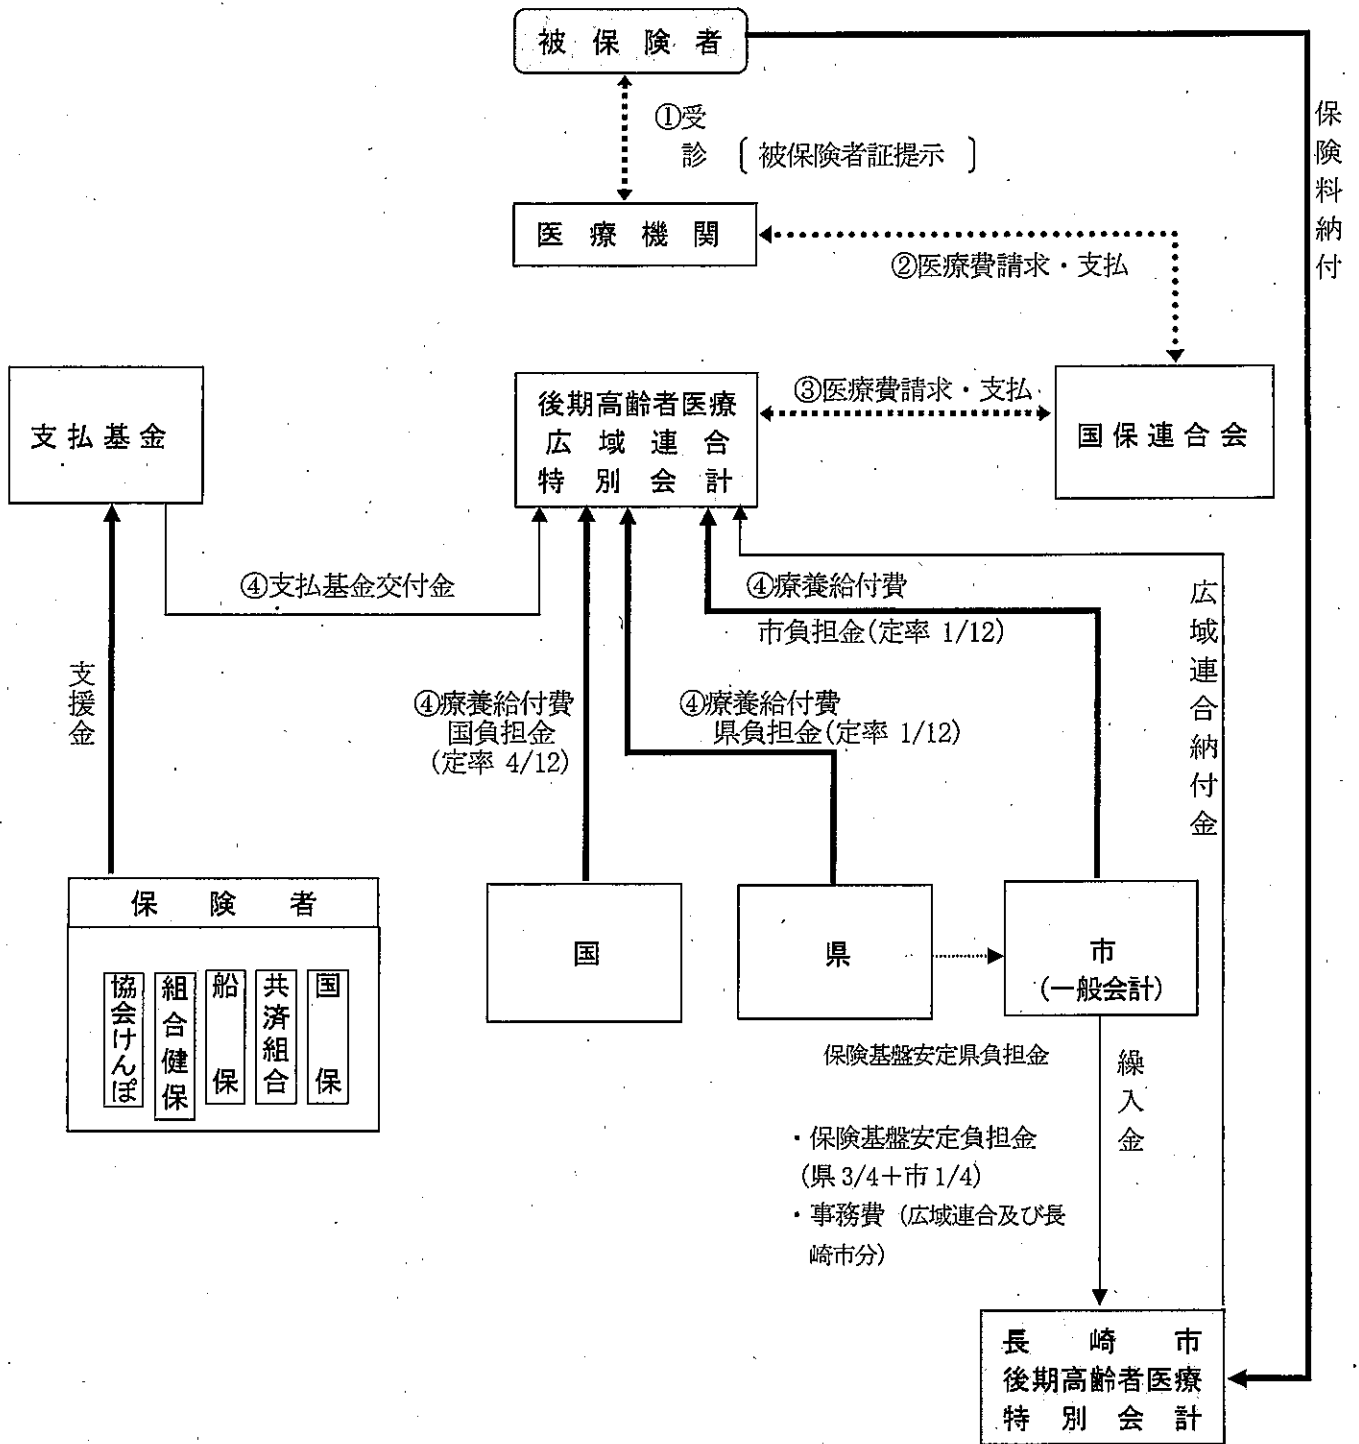 被保険者
①受
診〔被保険者証提示〕
保険料納付
医療機関
②医療費請求・支払
支払基金
後期高齢者医療
広域連合
特別会計
③医療費請求・支払
国保連合会
④支払基金交付金
④療養給付費
市負担金(定率 1/12)
広域連合納付金
支援金
④療養給付費
国負担金
(定率 4/12)
④療養給付費
県負担金(定率 1/12)
保険者
協会けんぽ
組合健保
船保
共済組合
国保
国
県
市
(一般会計)
保険基盤安定県負担金
繰入金
・保険基盤安定負担金
(県 3/4+市 1/4)
・事務費 (広域連合及び長
崎市分)
長崎市
後期高齢者医療
特別会計